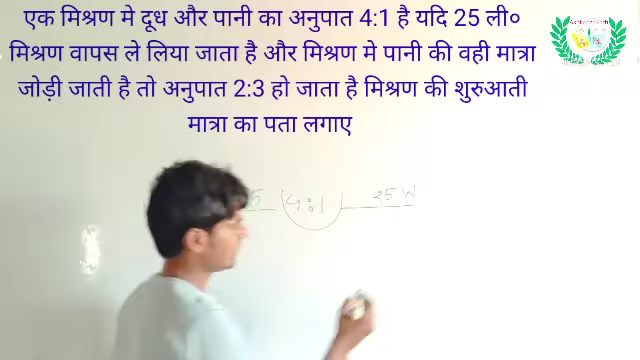 एक मिश्रण मे दूध और पानी का अनुपात 4:1 है यदि 25 ली०
मिश्रण वापस ले लिया जाता है और मिश्रण मे पानी की वही मात्रा
जोड़ी जाती है तो अनुपात 2:3 हो जाता है मिश्रण की शुरुआती
मात्रा का पता लगाए
5 (4:1) 25 W